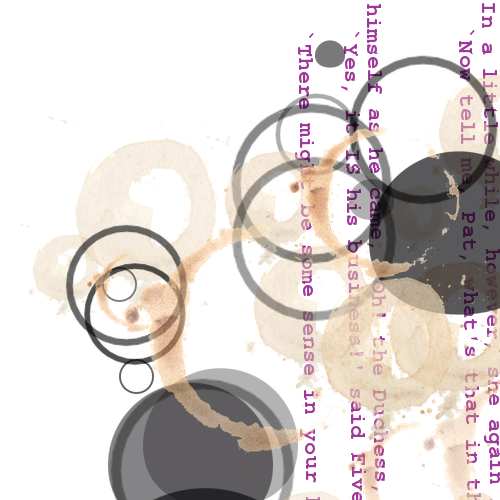 In a little while, however, she again
`Now tell me, Pat, what's that in
himself as he came, `Oh! the Duchess,
`Yes, it IS his business!' said Five
`There might be some sense in your